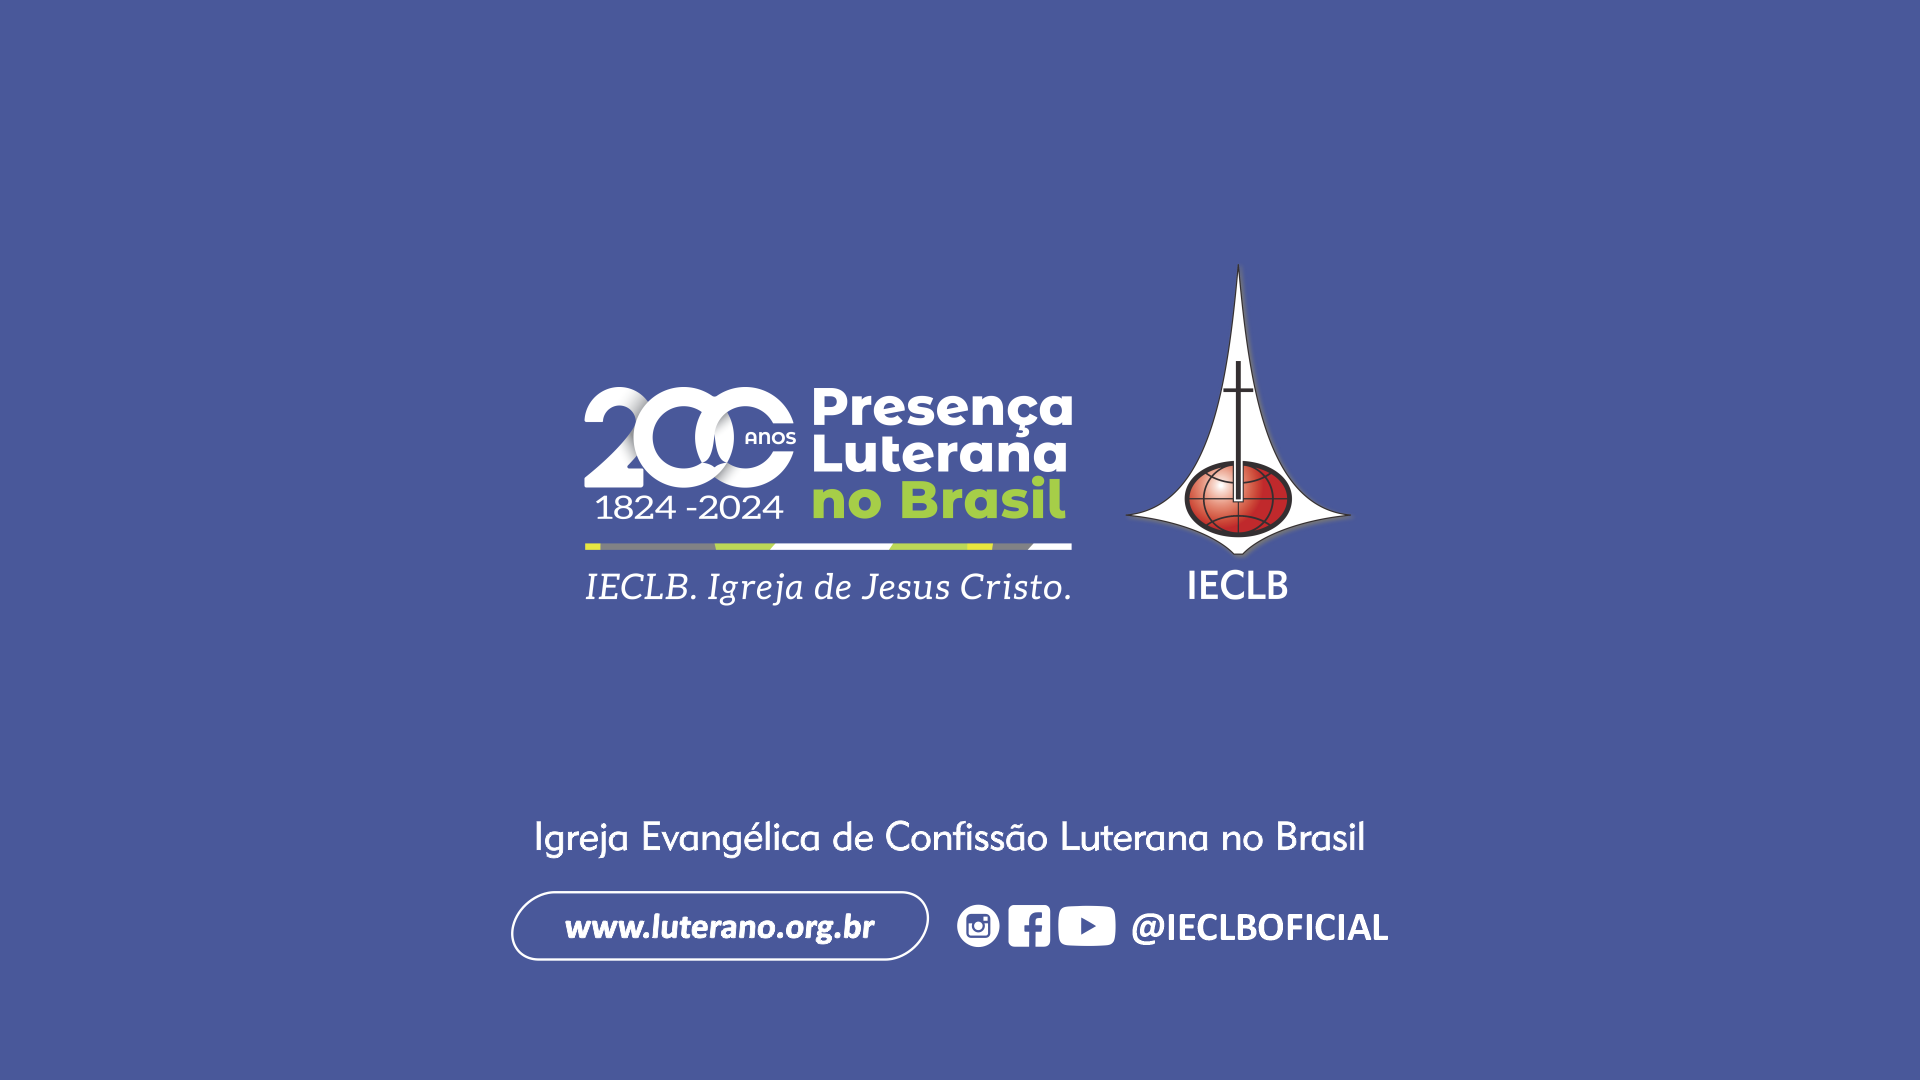 200 ANOS
1824 -2024
Presença
Luterana
no Brasil
IECLB. Igreja de Jesus Cristo.
IECLB
Igreja Evangélica de Confissão Luterana no Brasil
www.luterano.org.br
@IECLBOFICIAL